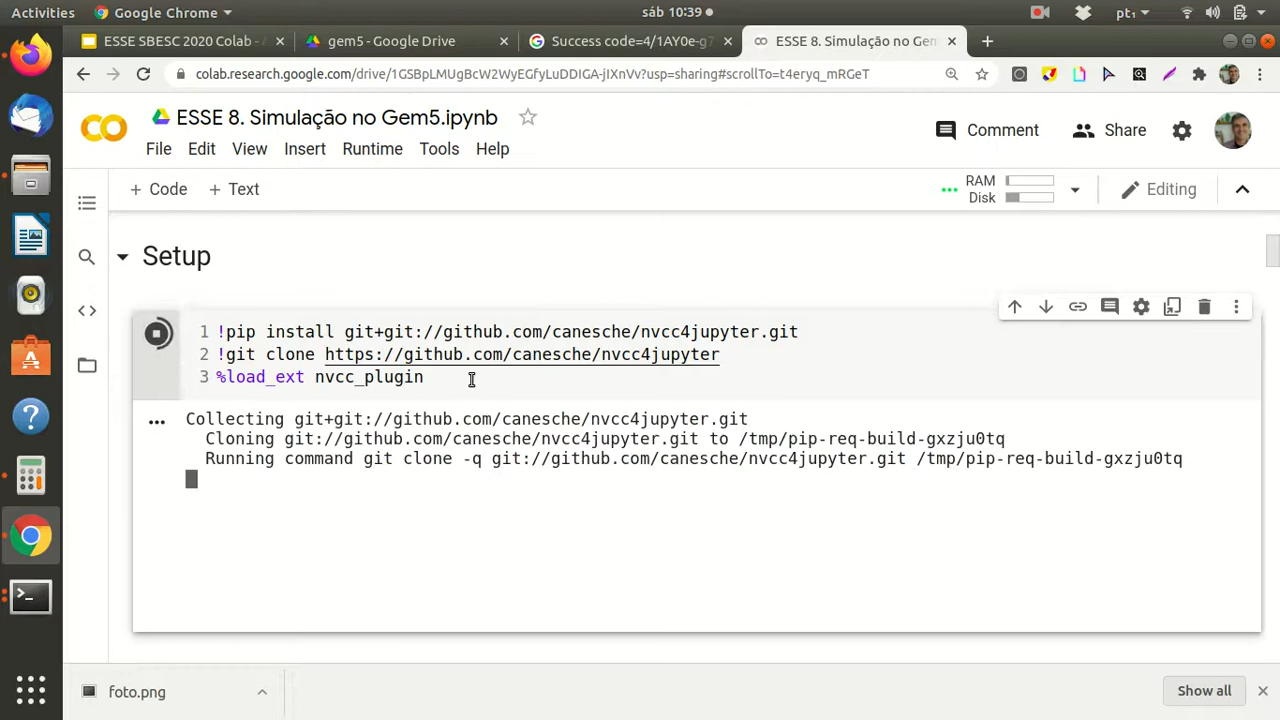 Activities
Google Chrome
sáb 10:39
pt1
ESSE SBESC 2020 Colab - A
gem5 - Google Drive
Success code=4/1AY0e-g7
ESSE 8. Simulação no Gem
colab.research.google.com/drive/1GSBpLMUgBcW2WyEGfyLuDDIGA-jIXnVv?usp=sharing#scrollTo=t4eryq_mRGeT
ESSE 8. Simulação no Gem5.ipynb
Comment
Share
File Edit View Insert Runtime Tools Help
+ Code + Text
RAM
Disk
Editing
Setup
1 !pip install git+git://github.com/canesche/nvcc4jupyter.git
2 !git clone https://github.com/canesche/nvcc4jupyter
3 %load_ext nvcc_plugin
Collecting git+git://github.com/canesche/nvcc4jupyter.git
Cloning git://github.com/canesche/nvcc4jupyter.git to /tmp/pip-req-build-gxzju0tq
Running command git clone -q git://github.com/canesche/nvcc4jupyter.git /tmp/pip-req-build-gxzju0tq
foto.png
Show all